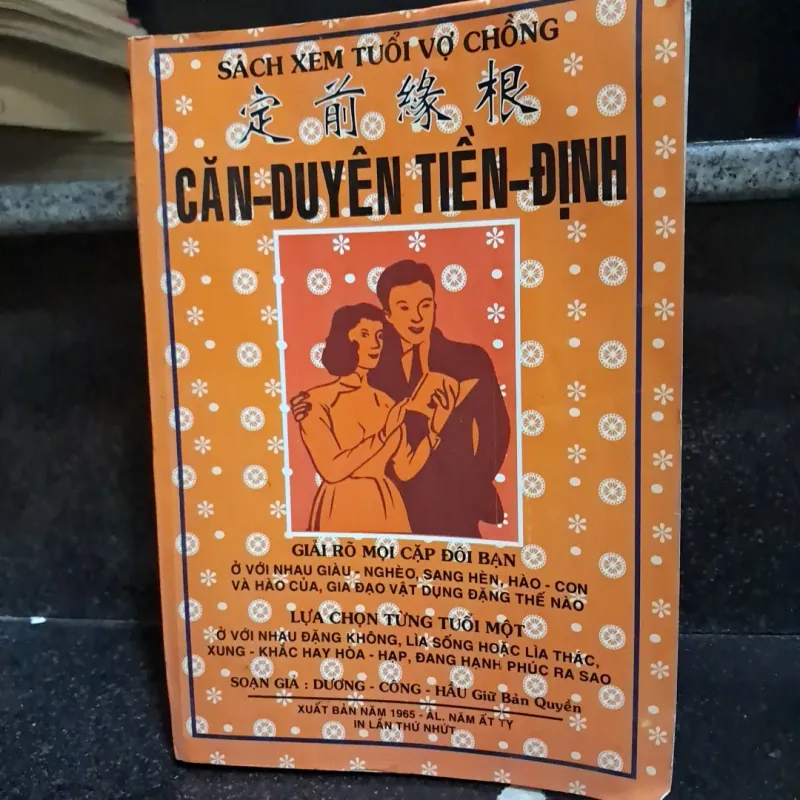 SÁCH XEM TUỔI VỢ CHỒNG
定前緣根
CĂN-DUYÊN TIỀN-ĐỊNH
GIẢI RÕ MỌI CẶP ĐÔI BẠN
Ở VỚI NHAU GIÀU - NGHÈO, SANG HÈN, HÀO - CON
VÀ HÀO CỦA, GIA ĐẠO VẬT DỤNG ĐẶNG THẾ NÀO
LỰA CHỌN TỪNG TUỔI MỘT
Ở VỚI NHAU ĐẶNG KHÔNG, LÌA SỐNG HOẶC LÌA THÁC,
XUNG - KHẮC HAY HÒA - HẠP, ĐANG HẠNH PHÚC RA SAO
SOẠN GIẢ : DƯƠNG - CÔNG - HẦU Giữ Bản Quyền
XUẤT BẢN NĂM 1965 - ÂL. NĂM ẤT TỴ
IN LẦN THỨ NHỨT